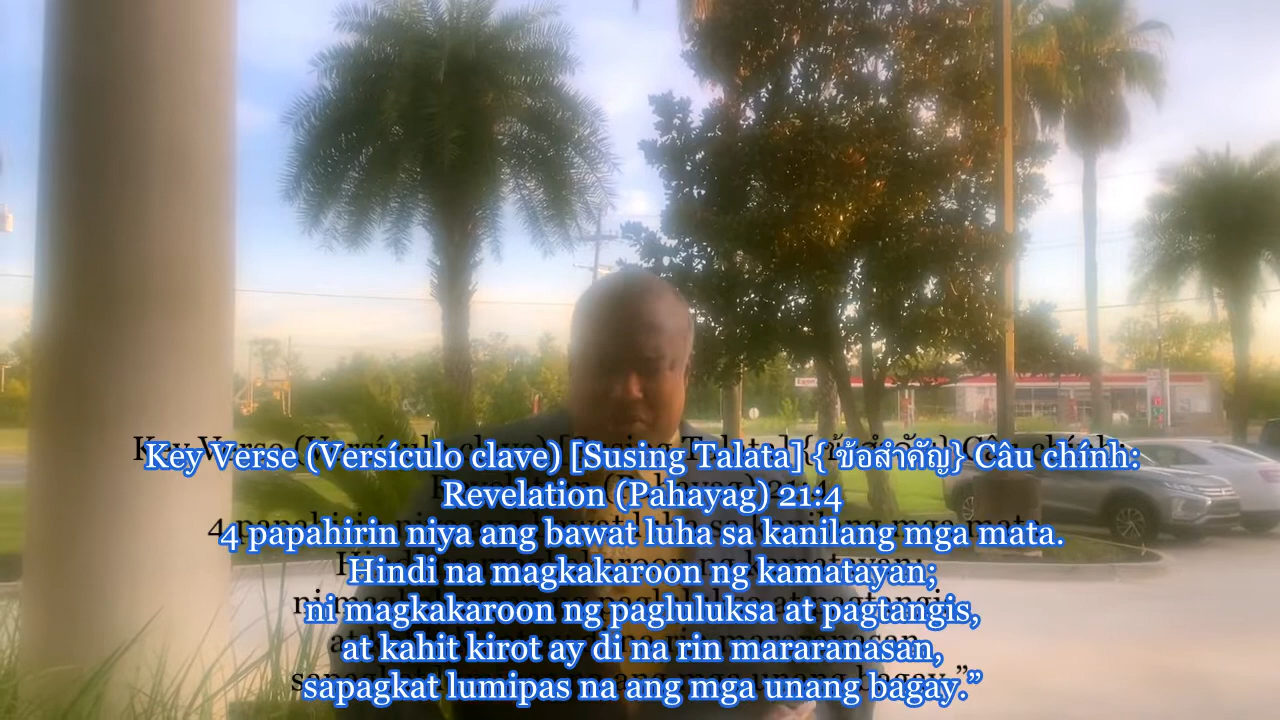 Exxon
Key Verse (Versículo clave) [Susing Talata] { ข้อสำคัญ} Câu chính:
Revelation (Pahayag) 21:4
4 papahirin niya ang bawat luha sa kanilang mga mata.
Hindi na magkakaroon ng kamatayan;
ni magkakaroon ng pagluluksa at pagtangis,
at kahit kirot ay di na rin mararanasan,
sapagkat lumipas na ang mga unang bagay.”